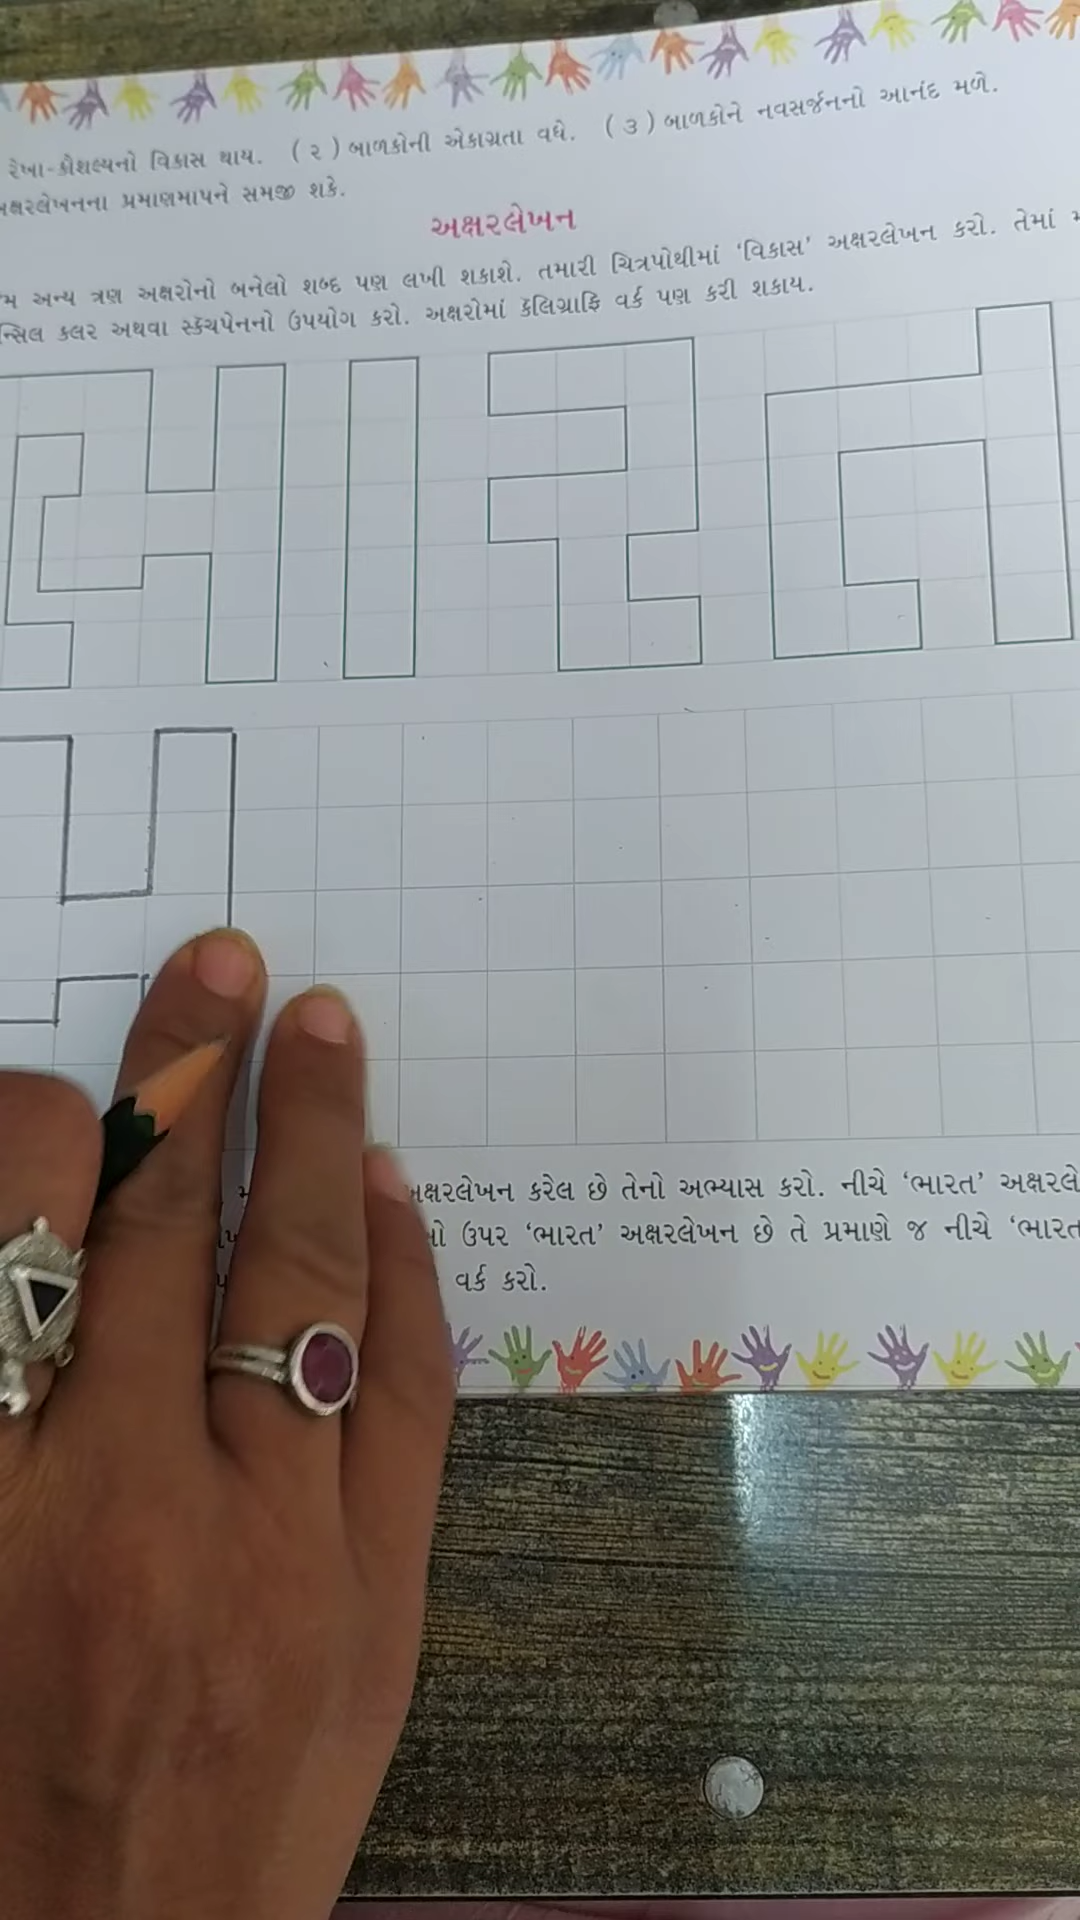 રેખા-કૌશલ્યનો વિકાસ થાય. (૨) બાળકોની એકાગ્રતા વધે. (૩) બાળકોને નવસર્જનનો આનંદ મળે.
અક્ષરલેખનના પ્રમાણમાપને સમજી શકે.
અક્ષરલેખન
અન્ય ત્રણ અક્ષરોનો બનેલો શબ્દ પણ લખી શકાશે. તમારી ચિત્રપોથીમાં ‘વિકાસ’ અક્ષરલેખન કરો. તેમાં
કલર અથવા સ્કૅચપેનનો ઉપયોગ કરો. અક્ષરોમાં કૅલિગ્રાફિ વર્ક પણ કરી શકાય.
ભારત
અક્ષરલેખન કરેલ છે તેનો અભ્યાસ કરો. નીચે ‘ભારત’ અક્ષરલે
ઉપર ‘ભારત’ અક્ષરલેખન છે તે પ્રમાણે જ નીચે ‘ભારત
વર્ક કરો.